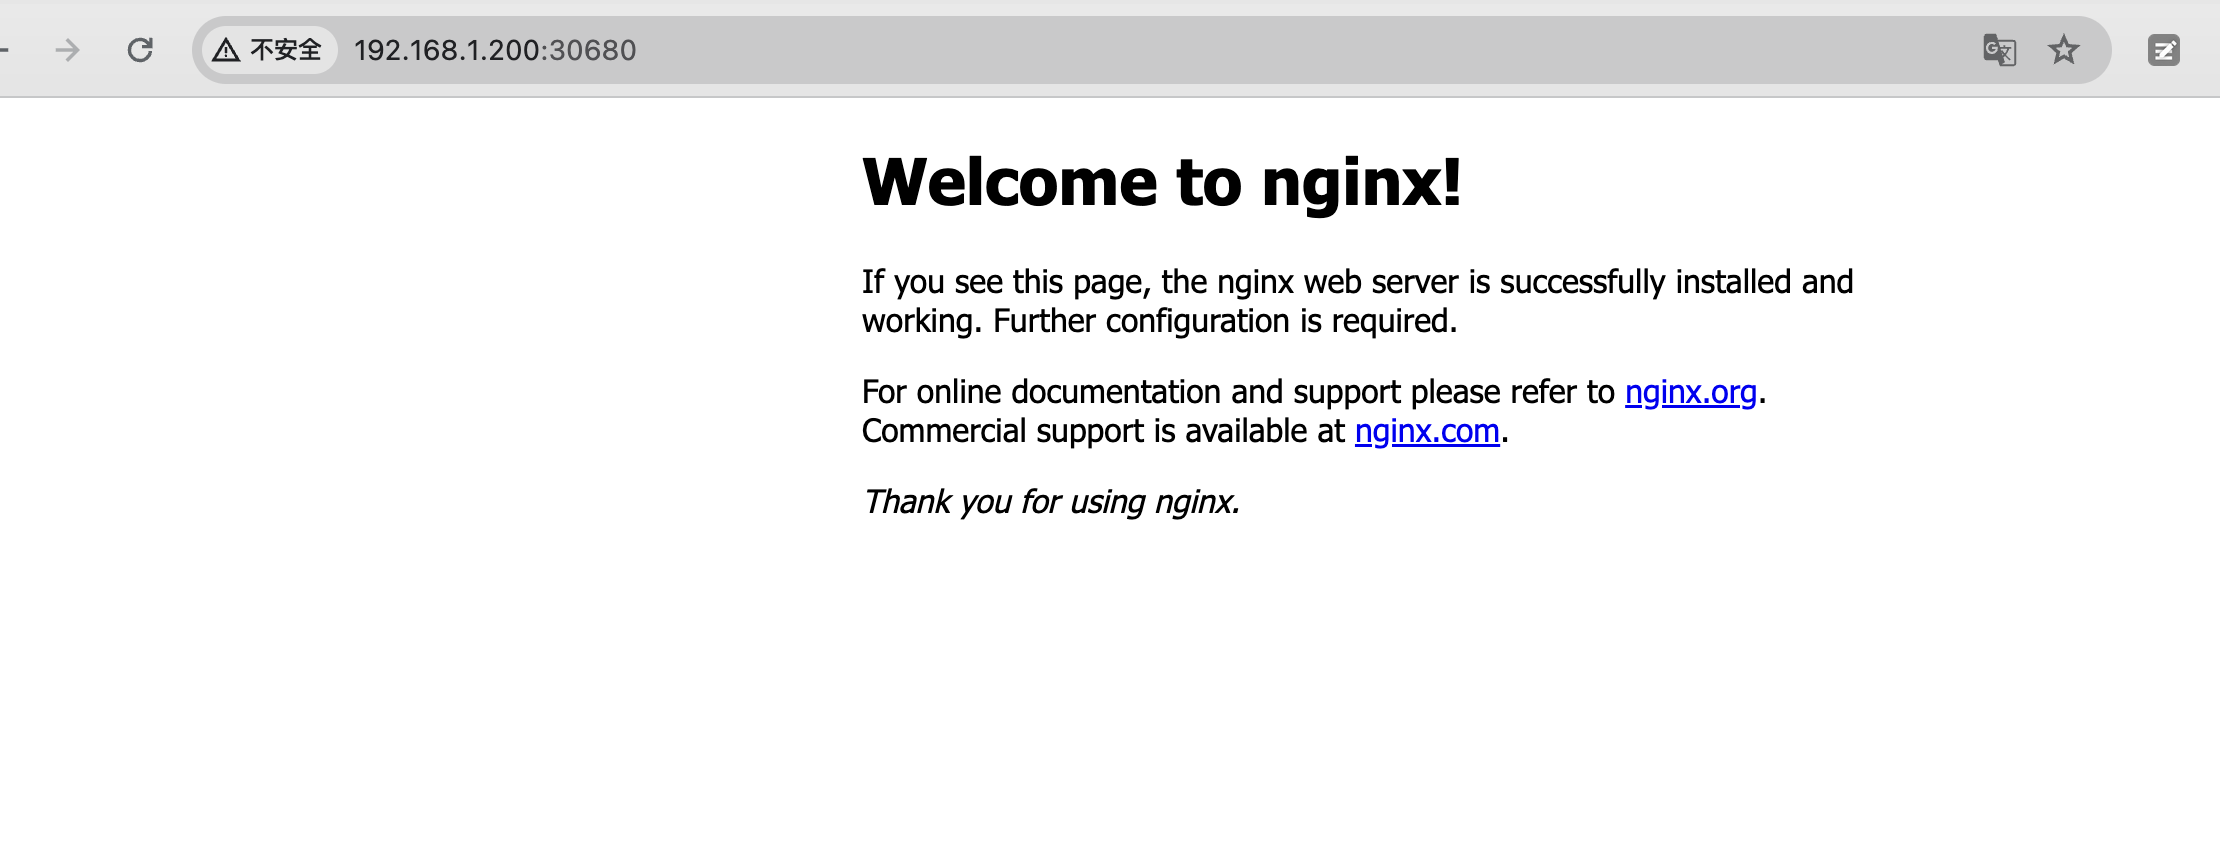 不安全 192.168.1.200:30680
Welcome to nginx!
If you see this page, the nginx web server is successfully installed and
working. Further configuration is required.
For online documentation and support please refer to nginx.org.
Commercial support is available at nginx.com.
Thank you for using nginx.